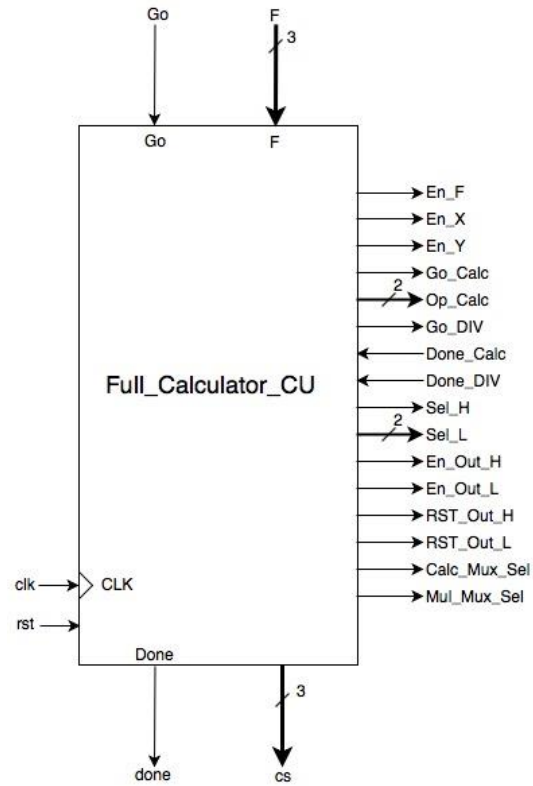 Go F
3
Go F
En_F
En_X
En_Y
Go_Calc
2
Op_Calc
Go_DIV
Done_Calc
Done_DIV
Full_Calculator_CU
Sel_H
2
Sel_L
En_Out_H
En_Out_L
RST_Out_H
RST_Out_L
Calc_Mux_Sel
clk CLK
Mul_Mux_Sel
rst
Done
3
done cs